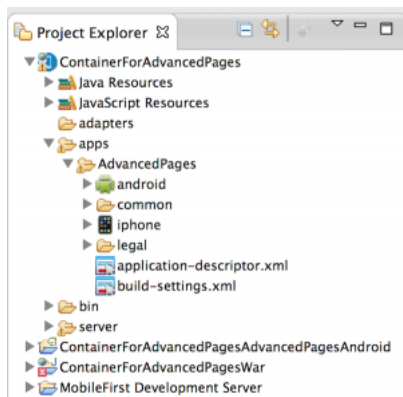 Project Explorer
ContainerForAdvancedPages
Java Resources
JavaScript Resources
adapters
apps
AdvancedPages
android
common
iphone
legal
application-descriptor.xml
build-settings.xml
bin
server
ContainerForAdvancedPagesAdvancedPagesAndroid
ContainerForAdvancedPagesWar
MobileFirst Development Server